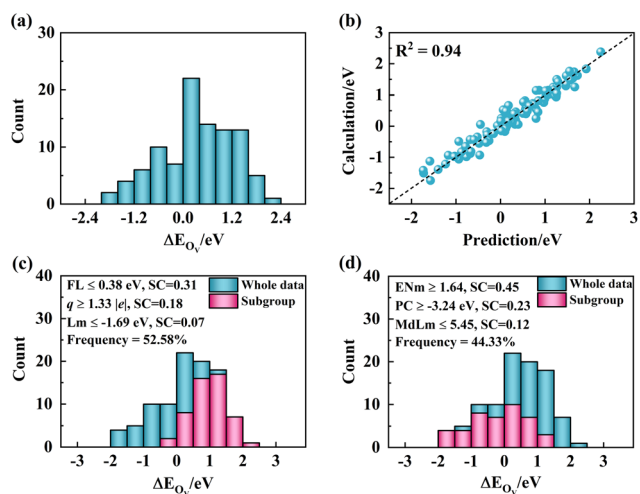 (a)
30
20
10
0
Count
-2.4 -1.2 0.0 1.2 2.4
ΔE_{O_V}/eV
(b)
R² = 0.94
3
2
1
0
-1
-2
Calculation/eV
-2 -1 0 1 2 3
Prediction/eV
(c)
40
30
20
10
0
Count
FL ≤ 0.38 eV, SC=0.31
q ≥ 1.33 |e|, SC=0.18
Lm ≤ -1.69 eV, SC=0.07
Frequency = 52.58%
Whole data
Subgroup
-3 -2 -1 0 1 2 3
ΔE_{O_V}/eV
(d)
40
30
20
10
0
Count
ENm ≥ 1.64, SC=0.45
PC ≥ -3.24 eV, SC=0.23
MdLm ≤ 5.45, SC=0.12
Frequency = 44.33%
Whole data
Subgroup
-3 -2 -1 0 1 2 3
ΔE_{O_V}/eV